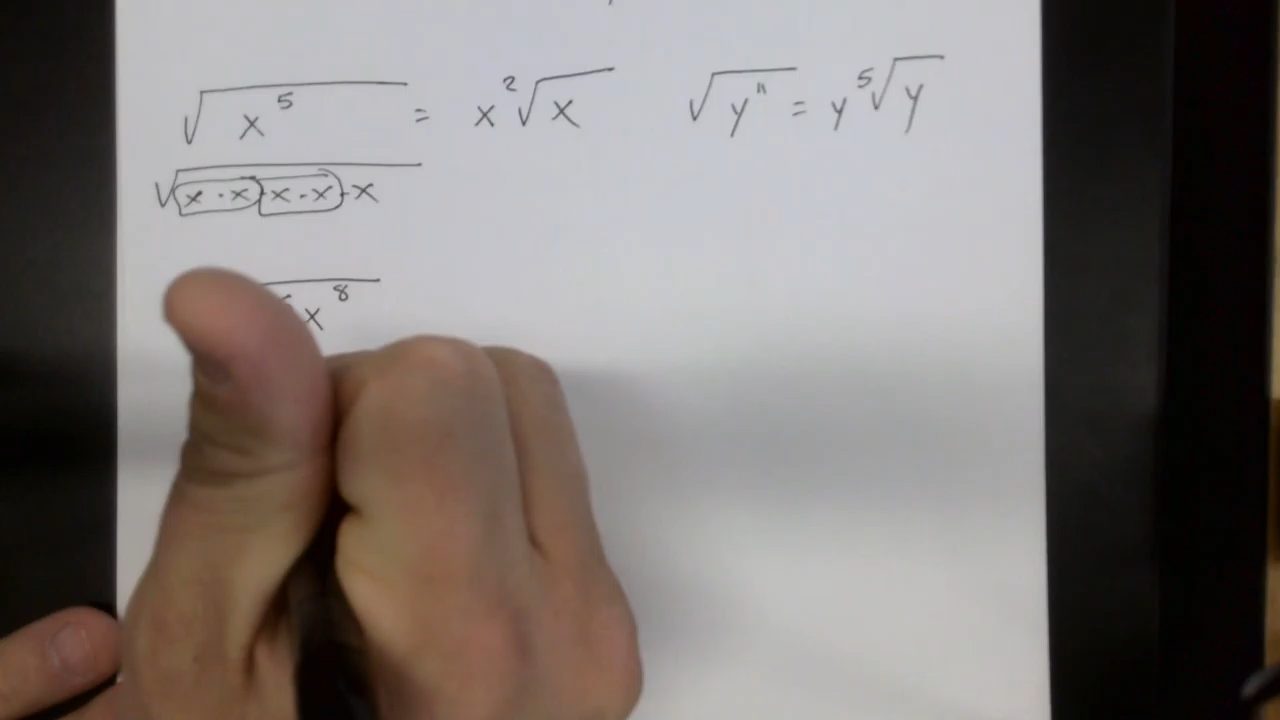 √(x⁵) = x²√x √(y¹¹) = y⁵√y
√(x · x · x · x · x)
x⁸